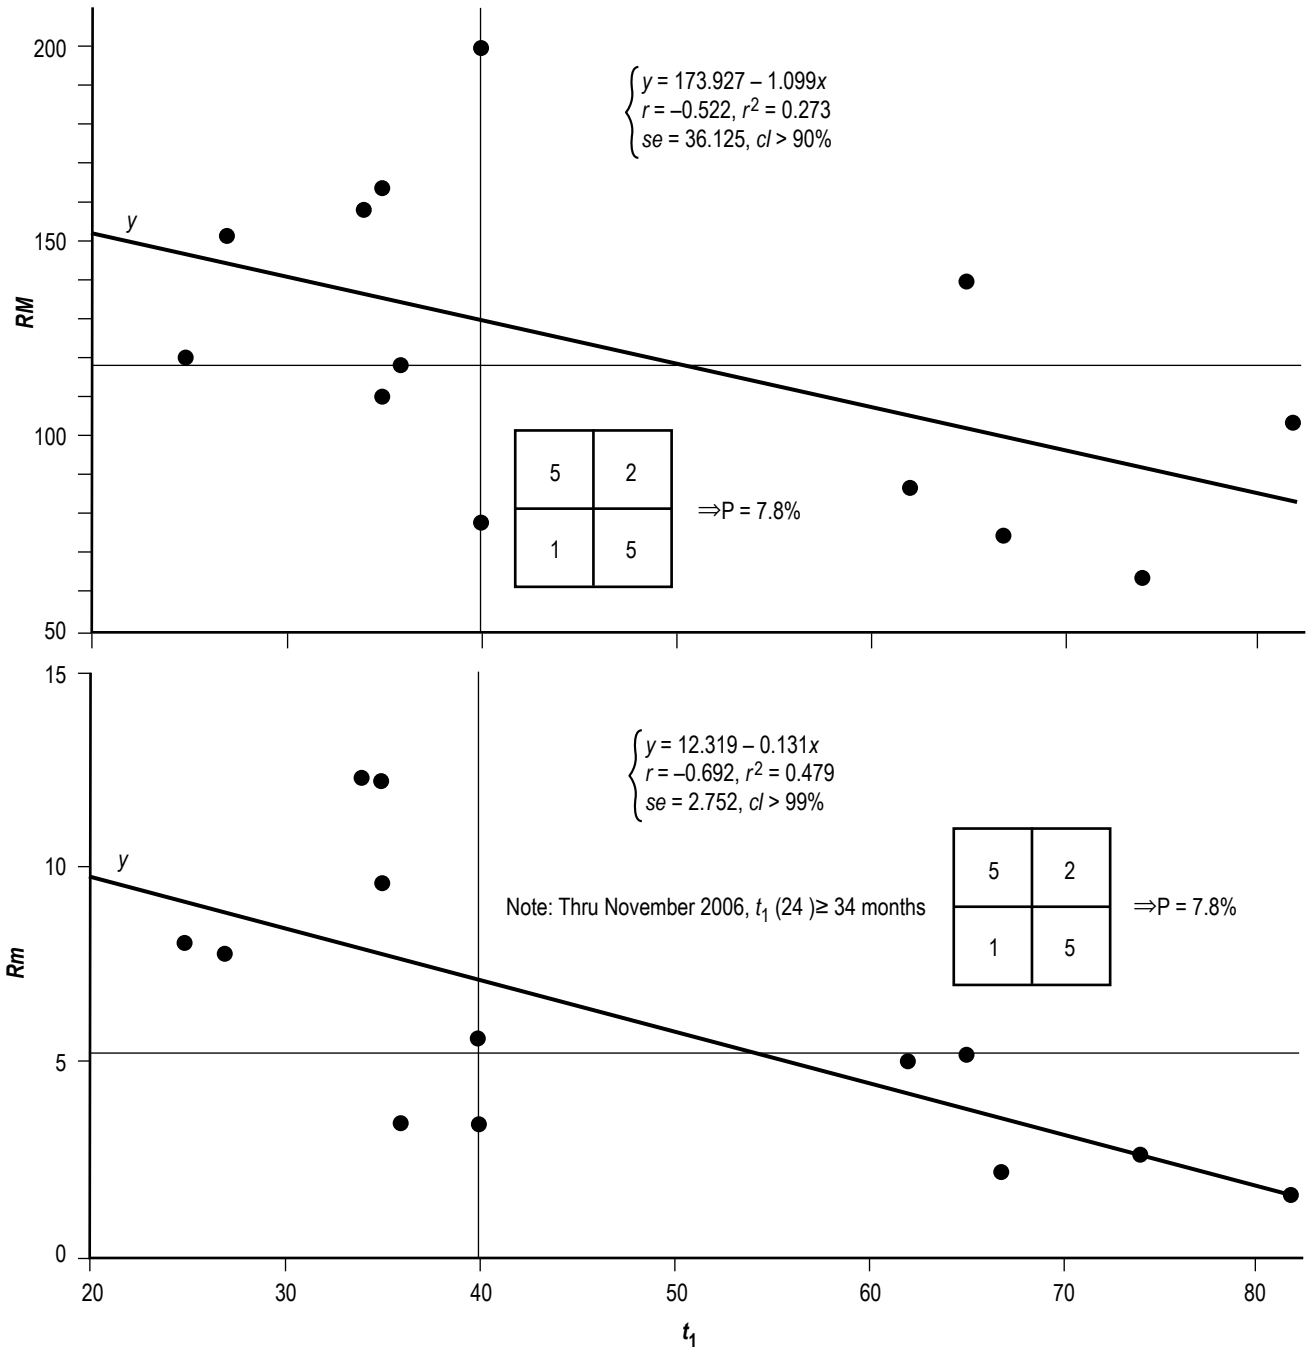 200
150
100
50
RM
y
y = 173.927 – 1.099x
r = –0.522, r² = 0.273
se = 36.125, cl > 90%
5 2
1 5
⇒P = 7.8%
15
10
5
0
Rm
y
y = 12.319 – 0.131x
r = –0.692, r² = 0.479
se = 2.752, cl > 99%
Note: Thru November 2006, t₁ (24 )≥ 34 months
5 2
1 5
⇒P = 7.8%
20 30 40 50 60 70 80
t₁